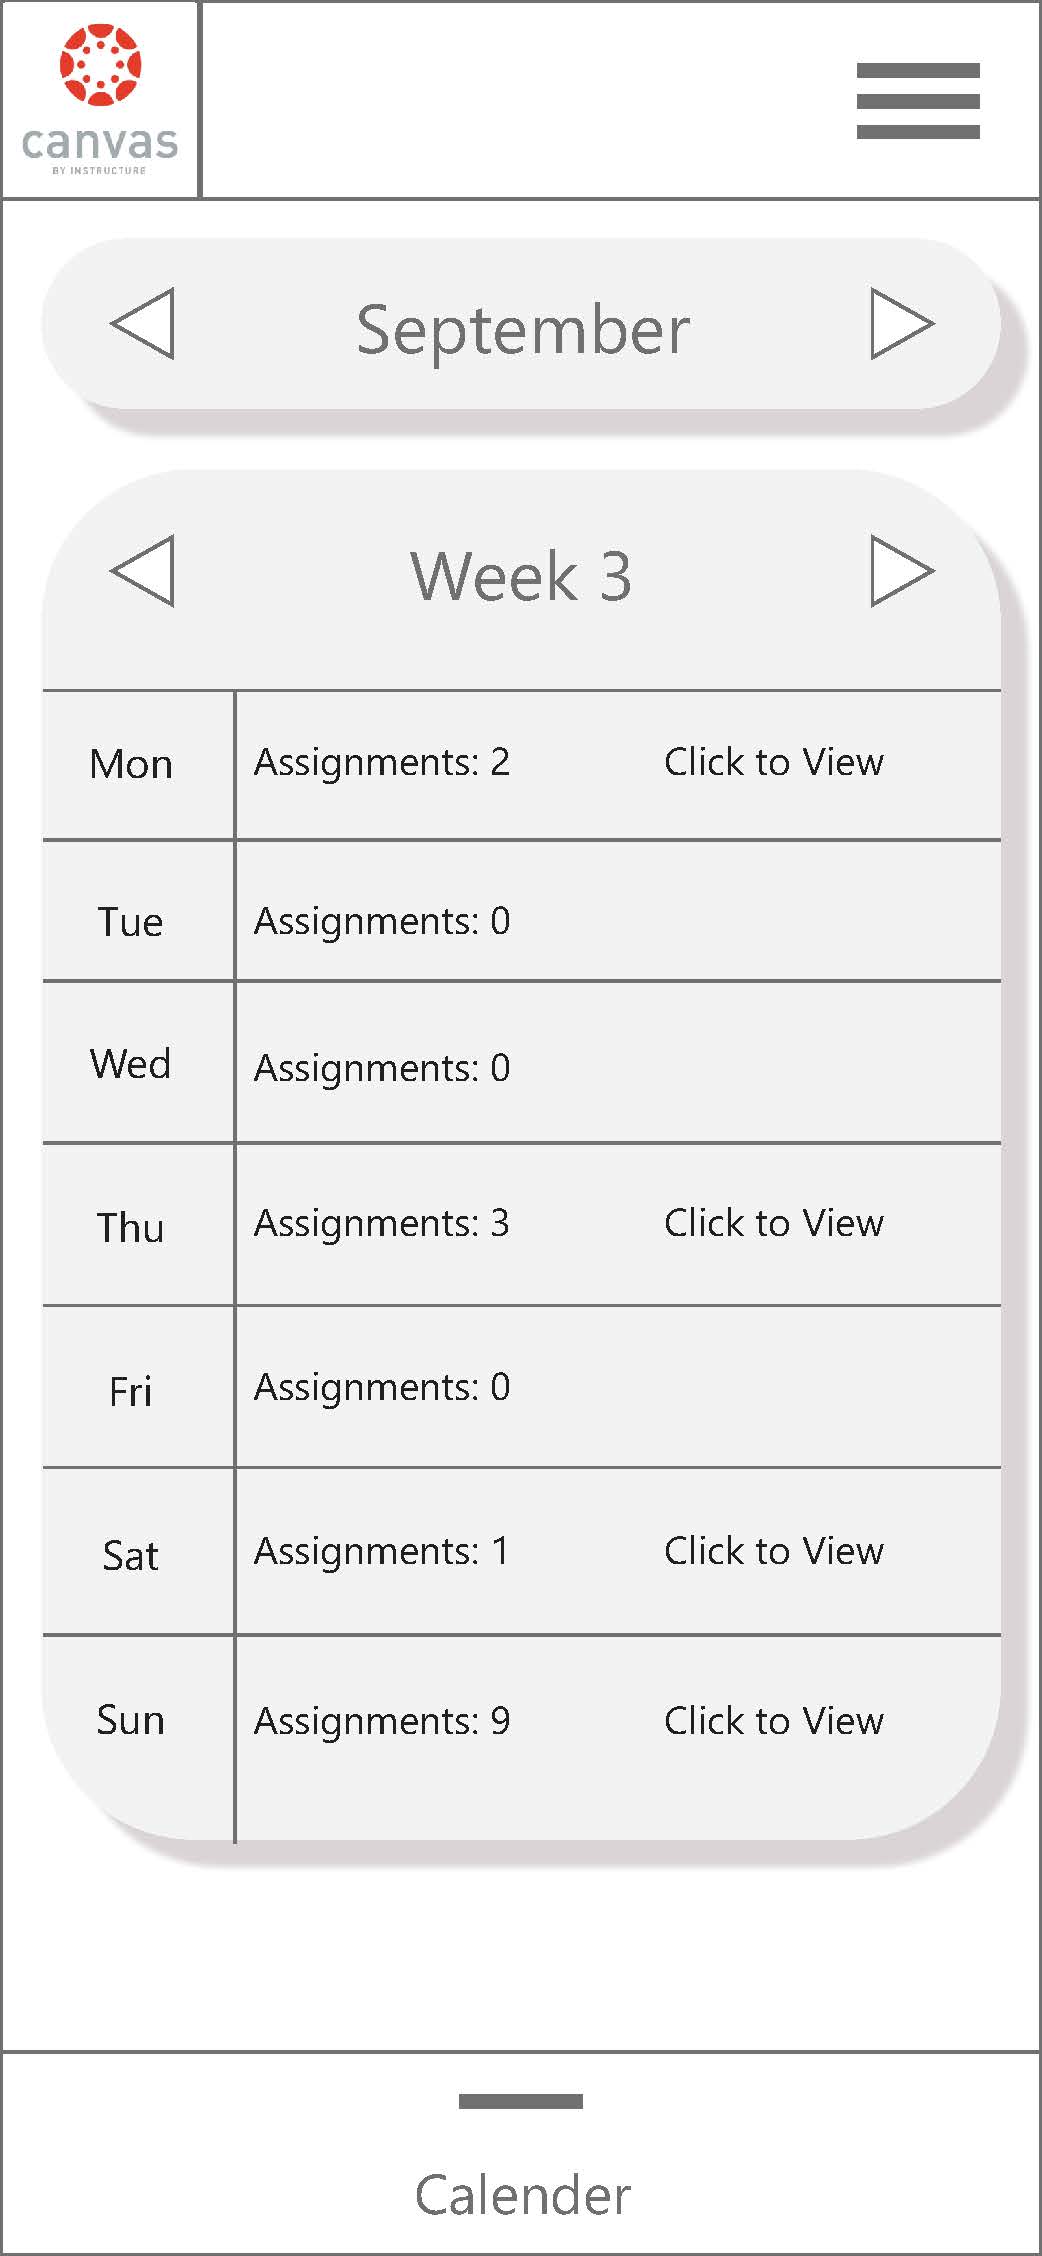 canvas
BY INSTRUCTURE
September
Week 3
Mon Assignments: 2 Click to View
Tue Assignments: 0
Wed Assignments: 0
Thu Assignments: 3 Click to View
Fri Assignments: 0
Sat Assignments: 1 Click to View
Sun Assignments: 9 Click to View
Calender